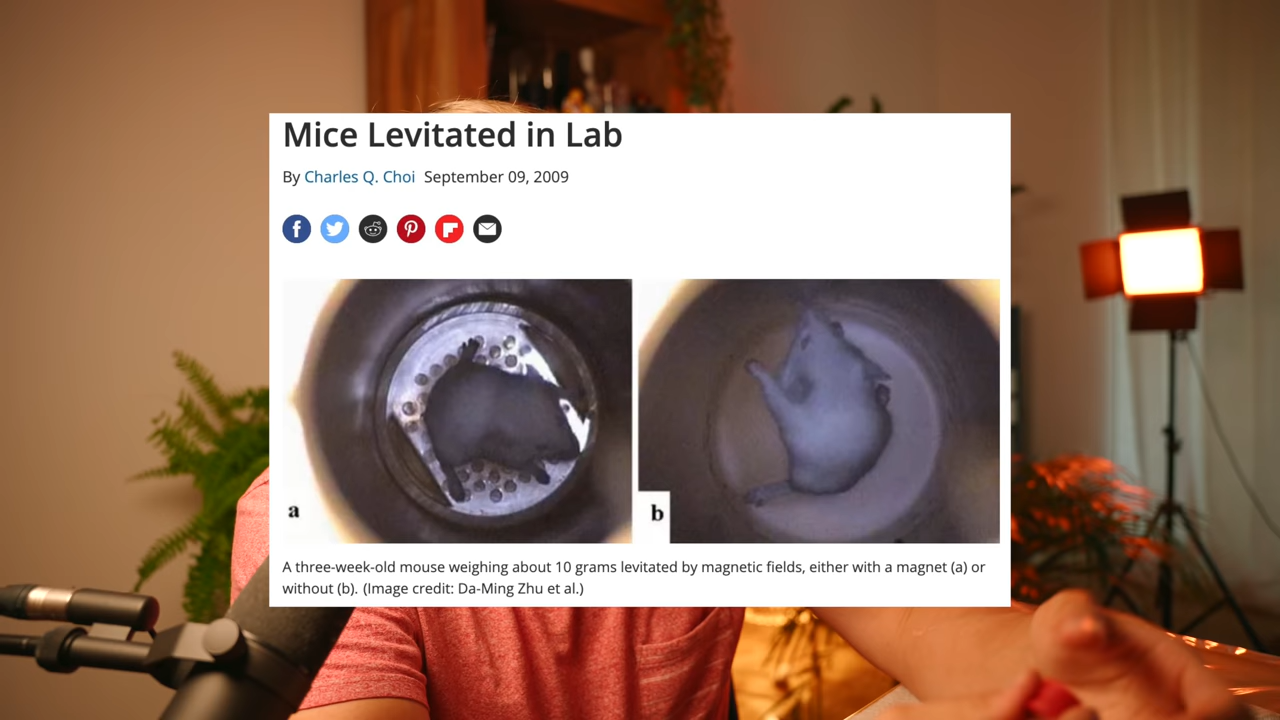 Mice Levitated in Lab
By Charles Q. Choi September 09, 2009
a
b
A three-week-old mouse weighing about 10 grams levitated by magnetic fields, either with a magnet (a) or
without (b). (Image credit: Da-Ming Zhu et al.)